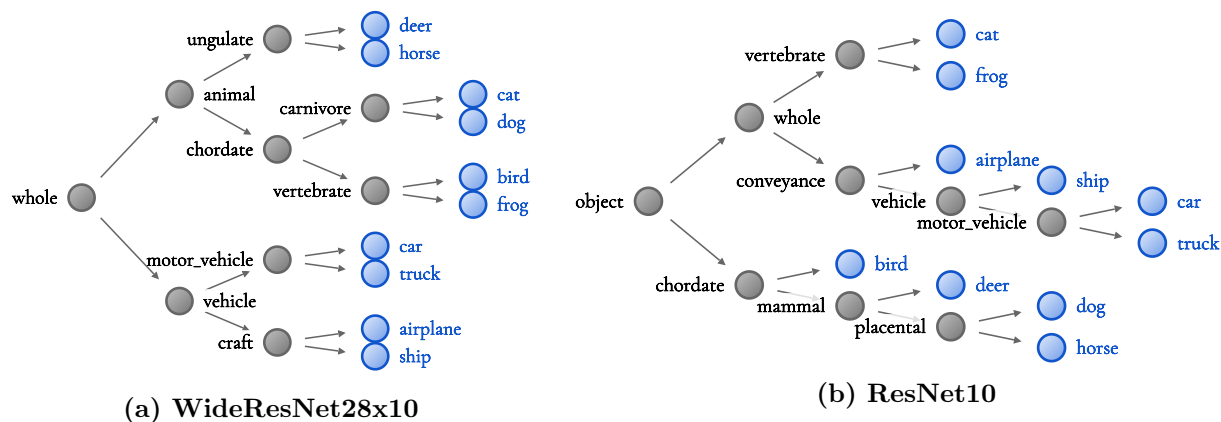 deer
ungulate
horse
animal
cat
carnivore
dog
chordate
bird
vertebrate
frog
whole
car
motor_vehicle
truck
vehicle
airplane
craft
ship
(a) WideResNet28x10
cat
vertebrate
frog
whole
airplane
conveyance
ship
vehicle
car
motor_vehicle
truck
object
bird
chordate
deer
mammal
dog
placental
horse
(b) ResNet10